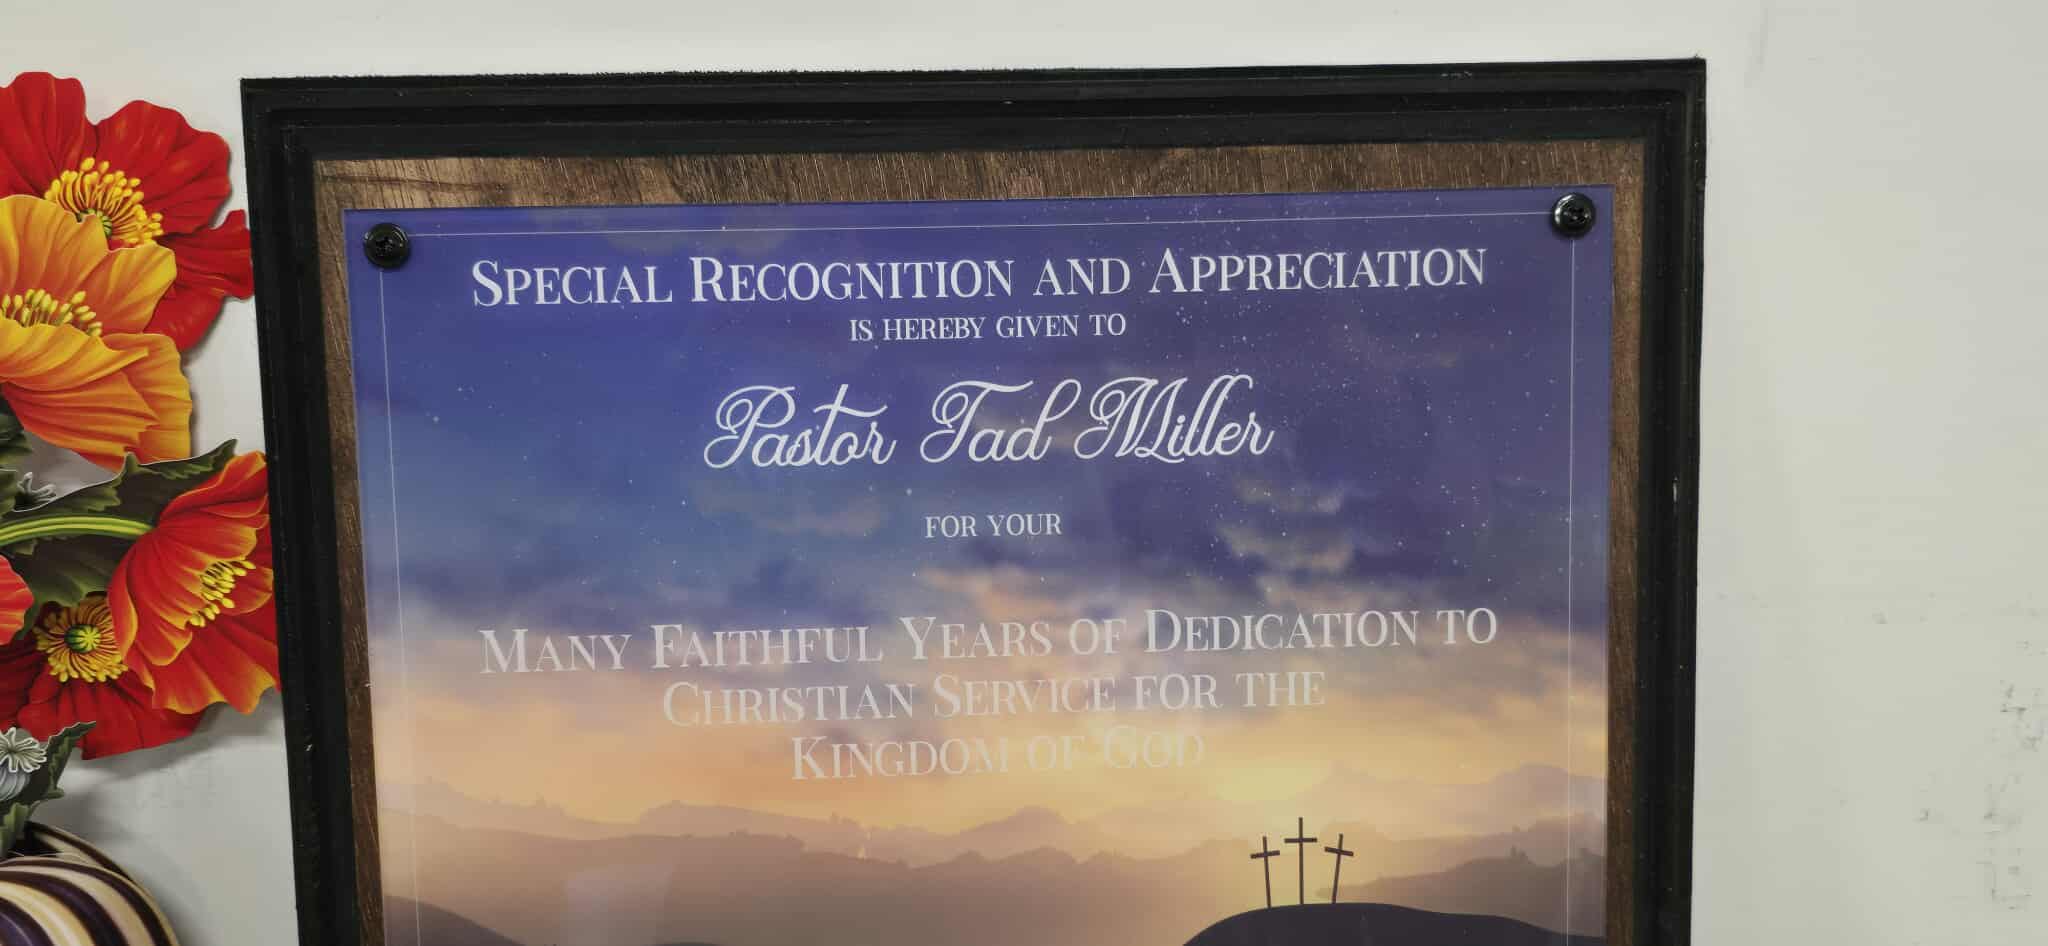 SPECIAL RECOGNITION AND APPRECIATION
IS HEREBY GIVEN TO
Pastor Tad Miller
FOR YOUR
MANY FAITHFUL YEARS OF DEDICATION TO
CHRISTIAN SERVICE FOR THE
KINGDOM OF GOD